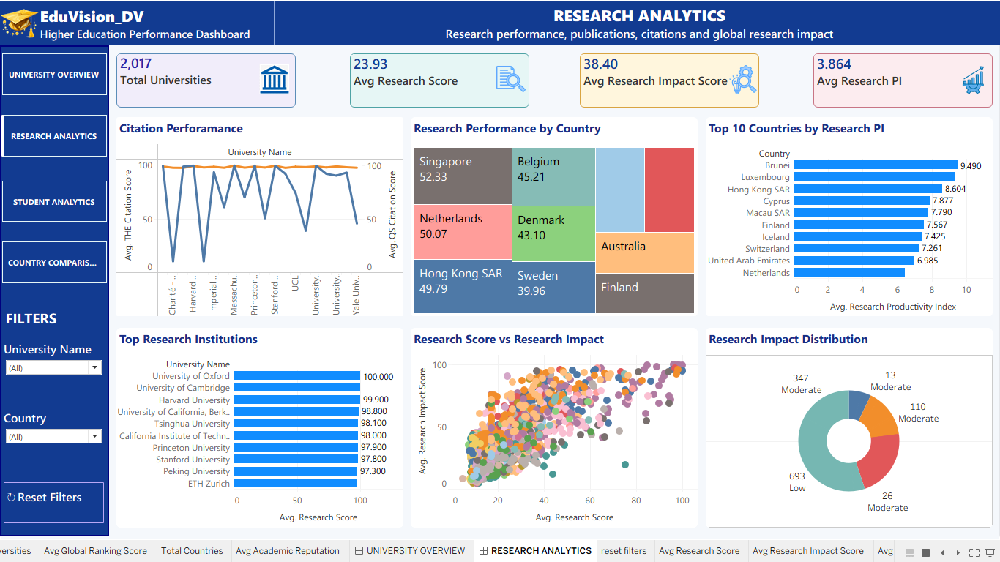 EduVision_DV
Higher Education Performance Dashboard
RESEARCH ANALYTICS
Research performance, publications, citations and global research impact
UNIVERSITY OVERVIEW
RESEARCH ANALYTICS
STUDENT ANALYTICS
COUNTRY COMPARIS...
FILTERS
University Name
(All)
Country
(All)
↻ Reset Filters
2,017
Total Universities
23.93
Avg Research Score
38.40
Avg Research Impact Score
3.864
Avg Research PI
Citation Perforamance
University Name
Avg. THE Citation Score
100
50
0
100
50
0
Avg. QS Citation Score
Charité -..
Harvard..
Imperial..
Massachu..
Princeton..
Stanford..
UCL
University..
University..
Yale Univ..
Research Performance by Country
Singapore
52.33
Netherlands
50.07
Hong Kong SAR
49.79
Belgium
45.21
Denmark
43.10
Sweden
39.96
Australia
Finland
Top 10 Countries by Research PI
Country
Brunei 9.490
Luxembourg
Hong Kong SAR 8.604
Cyprus 7.877
Macau SAR 7.790
Finland 7.567
Iceland 7.425
Switzerland 7.261
United Arab Emirates 6.985
Netherlands
0 2 4 6 8 10
Avg. Research Productivity Index
Top Research Institutions
University Name
University of Oxford 100.000
University of Cambridge
Harvard University 99.900
University of California, Berk.. 98.800
Tsinghua University 98.100
California Institute of Techn.. 98.000
Princeton University 97.900
Stanford University 97.800
Peking University 97.300
ETH Zurich
0 50 100
Avg. Research Score
Research Score vs Research Impact
Avg. Research Impact Score
100
50
0
0 20 40 60 80 100
Avg. Research Score
Research Impact Distribution
347
Moderate
13
Moderate
110
Moderate
693
Low
26
Moderate
versities
Avg Global Ranking Score
Total Countries
Avg Academic Reputation
UNIVERSITY OVERVIEW
RESEARCH ANALYTICS
reset filters
Avg Research Score
Avg Research Impact Score
Avg